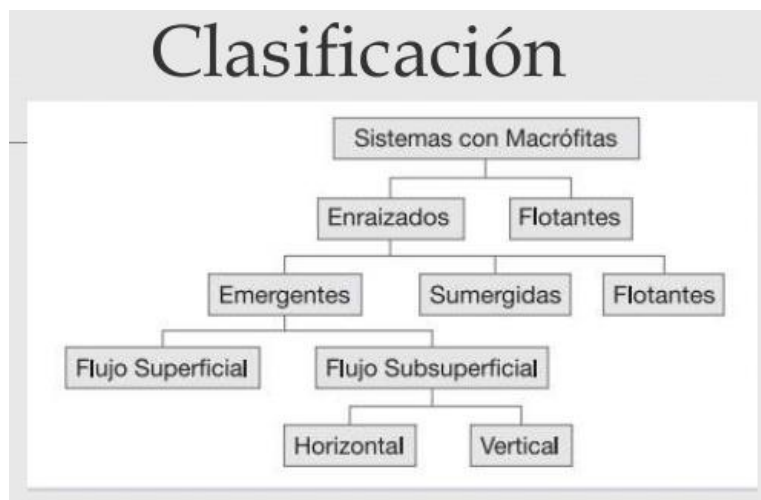 Clasificación
Sistemas con Macrófitas
Enraizados
Flotantes
Emergentes
Sumergidas
Flotantes
Flujo Superficial
Flujo Subsuperficial
Horizontal
Vertical